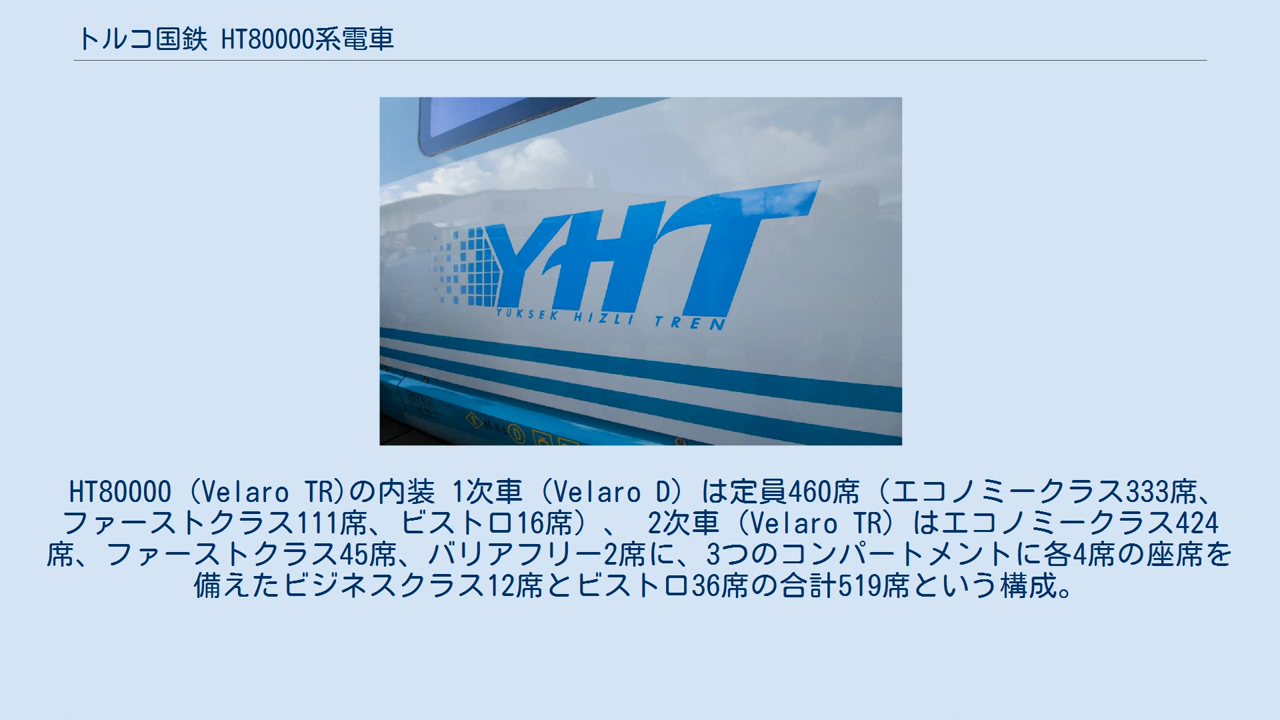 トルコ国鉄 HT80000系電車
YHT
YÜKSEK HIZLI TREN
HT80000 (Velaro TR)の内装 1次車（Velaro D）は定員460席（エコノミークラス333席、
ファーストクラス111席、ビストロ16席）、 2次車（Velaro TR）はエコノミークラス424
席、ファーストクラス45席、バリアフリー2席に、3つのコンパートメントに各4席の座席を
備えたビジネスクラス12席とビストロ36席の合計519席という構成。